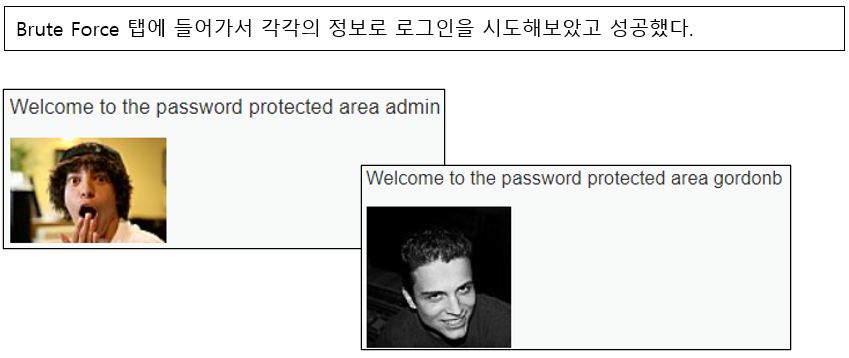 Brute Force 탭에 들어가서 각각의 정보로 로그인을 시도해보았고 성공했다.
Welcome to the password protected area admin
Welcome to the password protected area gordonb